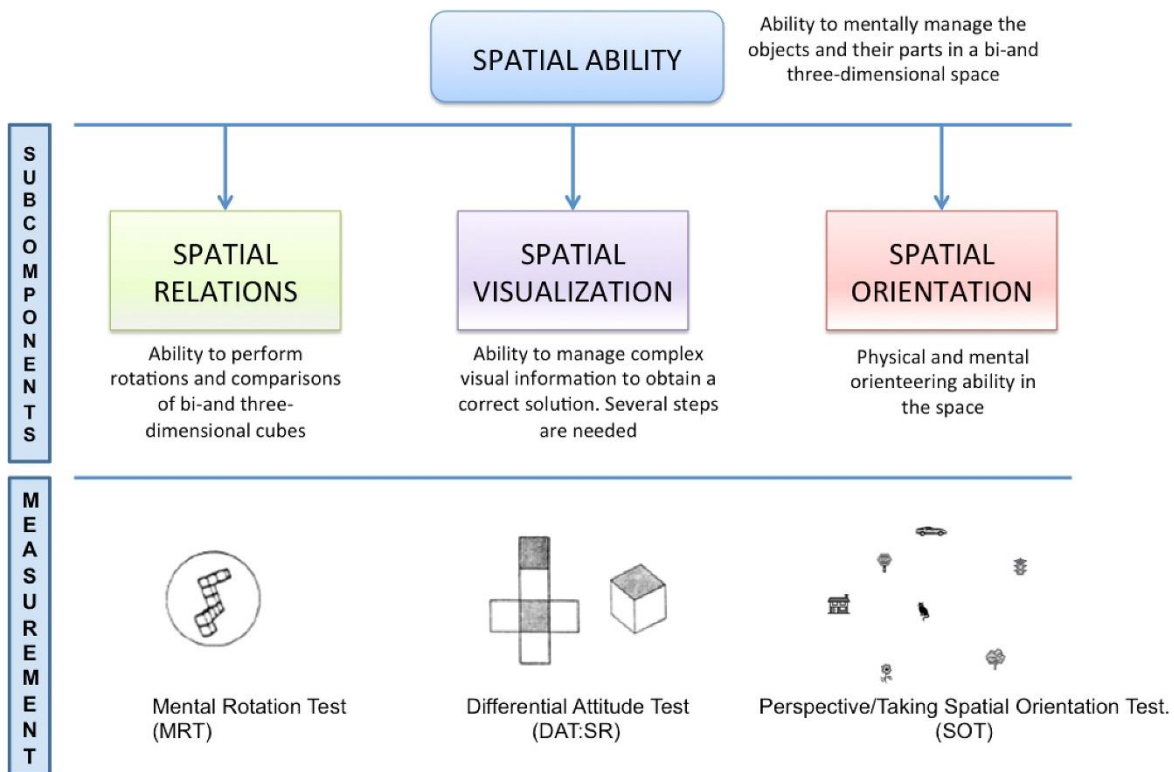 SPATIAL ABILITY
Ability to mentally manage the
objects and their parts in a bi-and
three-dimensional space
SUBCOMPONENTS
SPATIAL
RELATIONS
Ability to perform
rotations and comparisons
of bi-and three-
dimensional cubes
SPATIAL
VISUALIZATION
Ability to manage complex
visual information to obtain a
correct solution. Several steps
are needed
SPATIAL
ORIENTATION
Physical and mental
orienteering ability in
the space
MEASUREMENT
Mental Rotation Test
(MRT)
Differential Attitude Test
(DAT:SR)
Perspective/Taking Spatial Orientation Test.
(SOT)